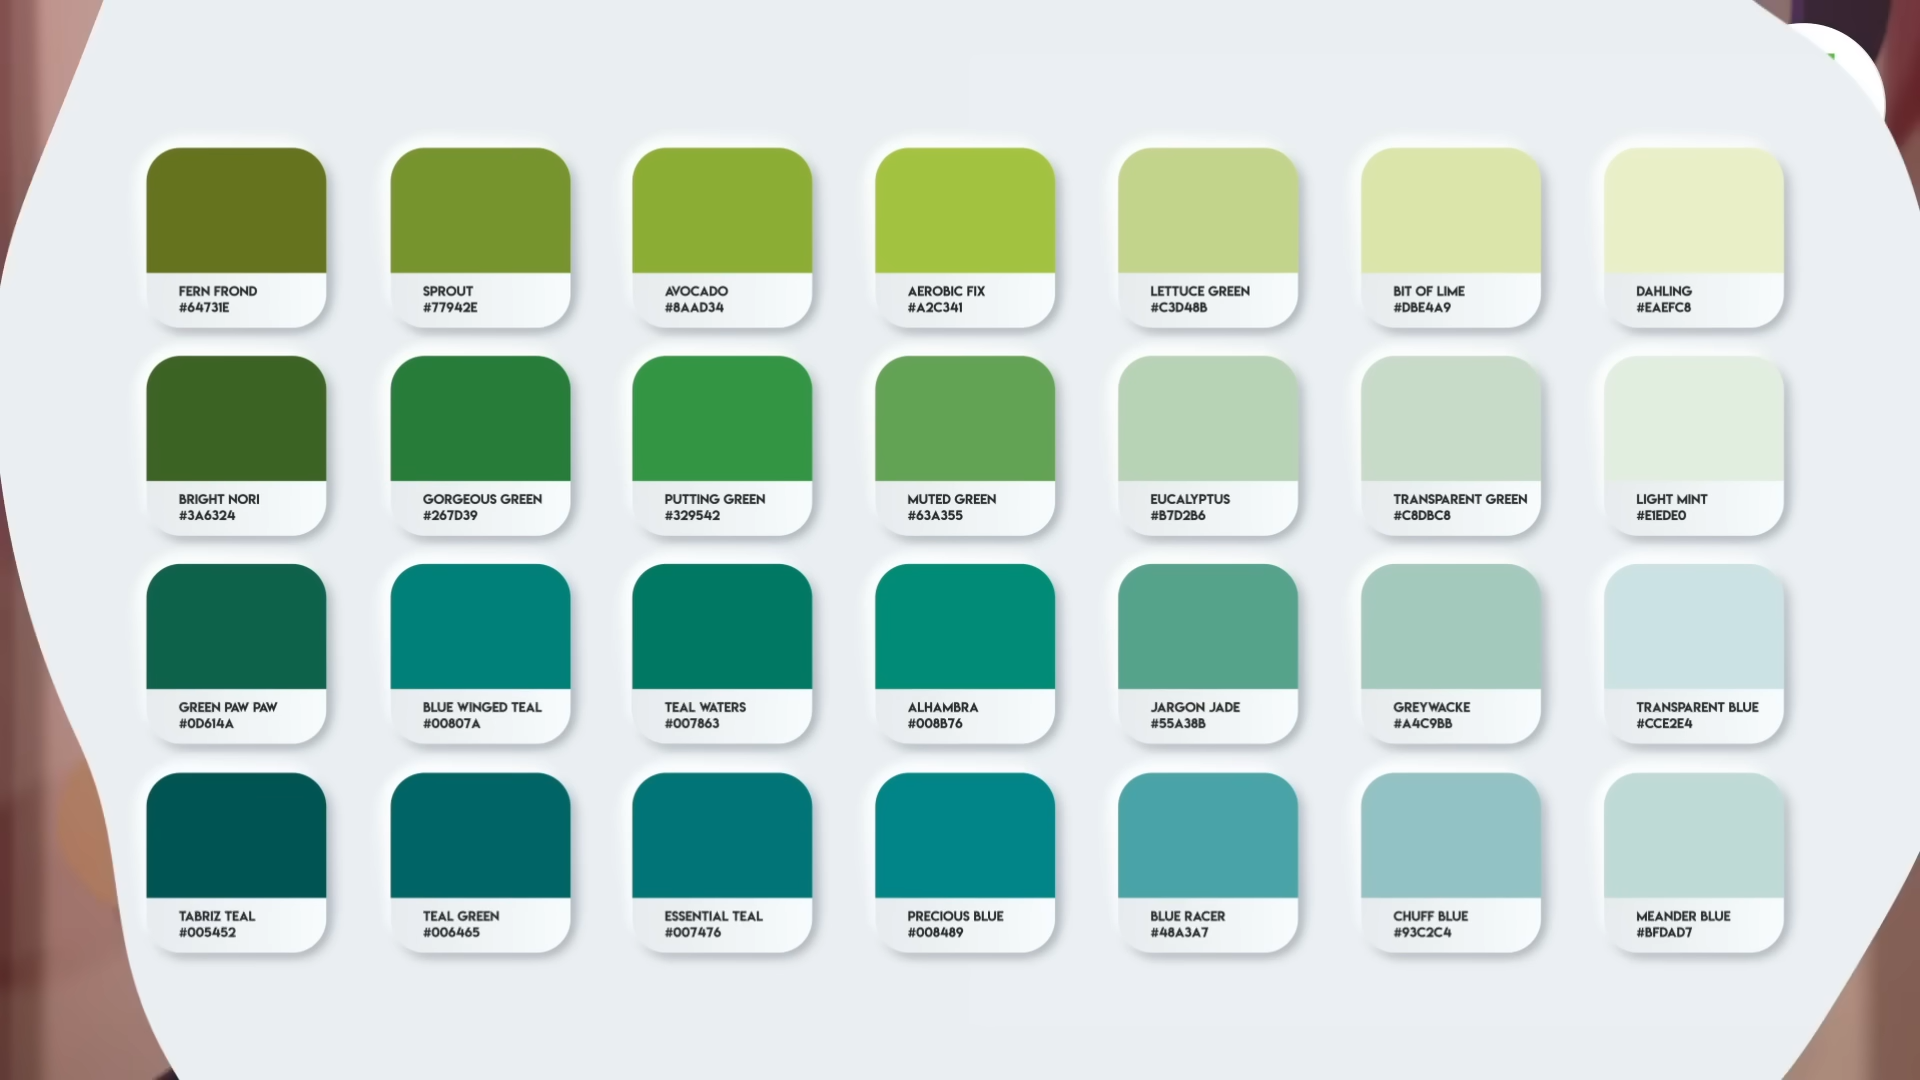 FERN FROND
#64731E
SPROUT
#77942E
AVOCADO
#8AAD34
AEROBIC FIX
#A2C341
LETTUCE GREEN
#C3D48B
BIT OF LIME
#DBE4A9
DAHLING
#EAEFC8
BRIGHT NORI
#3A6324
GORGEOUS GREEN
#267D39
PUTTING GREEN
#329542
MUTED GREEN
#63A355
EUCALYPTUS
#B7D2B6
TRANSPARENT GREEN
#C8DBC8
LIGHT MINT
#E1EDE0
GREEN PAW PAW
#0D614A
BLUE WINGED TEAL
#00807A
TEAL WATERS
#007863
ALHAMBRA
#008B76
JARGON JADE
#55A38B
GREYWACKE
#A4C9BB
TRANSPARENT BLUE
#CCE2E4
TABRIZ TEAL
#005452
TEAL GREEN
#006465
ESSENTIAL TEAL
#007476
PRECIOUS BLUE
#008489
BLUE RACER
#48A3A7
CHUFF BLUE
#93C2C4
MEANDER BLUE
#BFDAD7